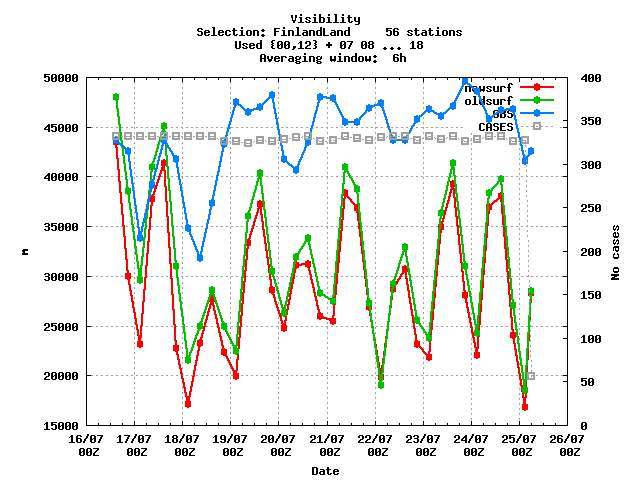 Visibility
Selection: FinlandLand     56 stations
Used {00,12} + 07 08 ... 18
Averaging window:  6h
newsurf
oldsurf
OBS
CASES
50000
45000
40000
35000
30000
25000
20000
15000
m
400
350
300
250
200
150
100
50
0
No cases
16/07 17/07 18/07 19/07 20/07 21/07 22/07 23/07 24/07 25/07 26/07
00Z 00Z 00Z 00Z 00Z 00Z 00Z 00Z 00Z 00Z 00Z
Date